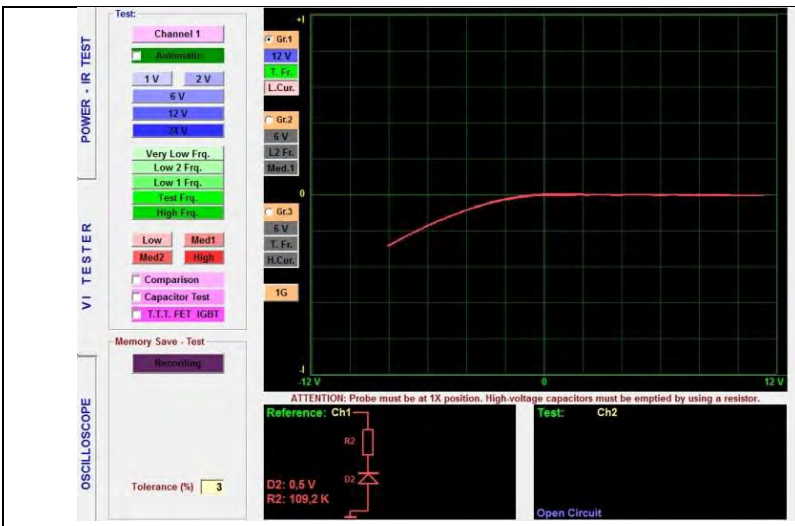 POWER - IR TEST
VI TESTER
OSCILLOSCOPE
Test:
Channel 1
Automatic
1 V 2 V
6 V
12 V
24 V
Very Low Frq.
Low 2 Frq.
Low 1 Frq.
Test Frq.
High Frq.
Low Med1
Med2 High
Comparison
Capacitor Test
T.T.T. FET IGBT
Memory Save - Test
Recording
Tolerance (%) 3
Gr.1
12 V
T. Fr.
L.Cur.
Gr.2
6 V
L2 Fr.
Med.1
Gr.3
6 V
T. Fr.
H.Cur.
1G
+I
0
-I
-12 V 0 12 V
ATTENTION: Probe must be at 1X position. High-voltage capacitors must be emptied by using a resistor.
Reference: Ch1
R2
D2
D2: 0,5 V
R2: 109,2 K
Test: Ch2
Open Circuit